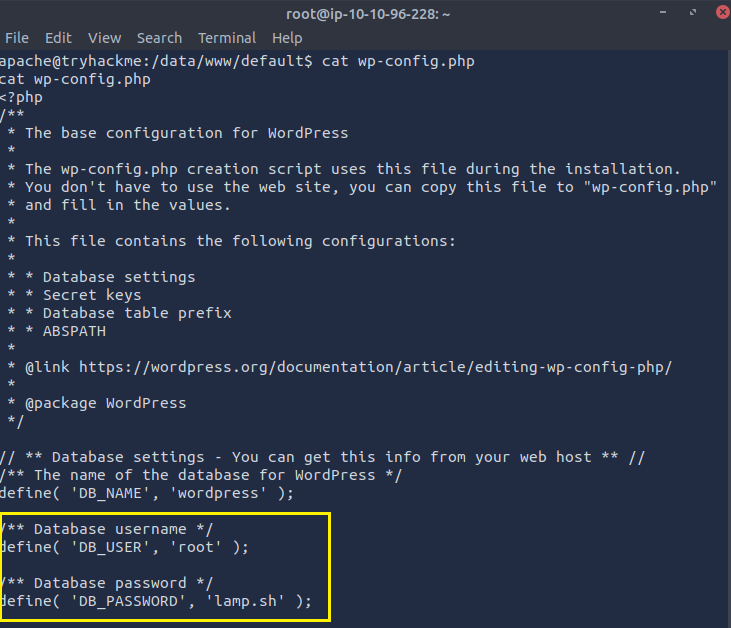 root@ip-10-10-96-228: ~
File Edit View Search Terminal Help
apache@tryhackme:/data/www/default$ cat wp-config.php
cat wp-config.php
<?php
/**
 * The base configuration for WordPress
 *
 * The wp-config.php creation script uses this file during the installation.
 * You don't have to use the web site, you can copy this file to "wp-config.php"
 * and fill in the values.
 *
 * This file contains the following configurations:
 *
 * * Database settings
 * * Secret keys
 * * Database table prefix
 * * ABSPATH
 *
 * @link https://wordpress.org/documentation/article/editing-wp-config-php/
 *
 * @package WordPress
 */

// ** Database settings - You can get this info from your web host ** //
/** The name of the database for WordPress */
define( 'DB_NAME', 'wordpress' );

/** Database username */
define( 'DB_USER', 'root' );

/** Database password */
define( 'DB_PASSWORD', 'lamp.sh' );